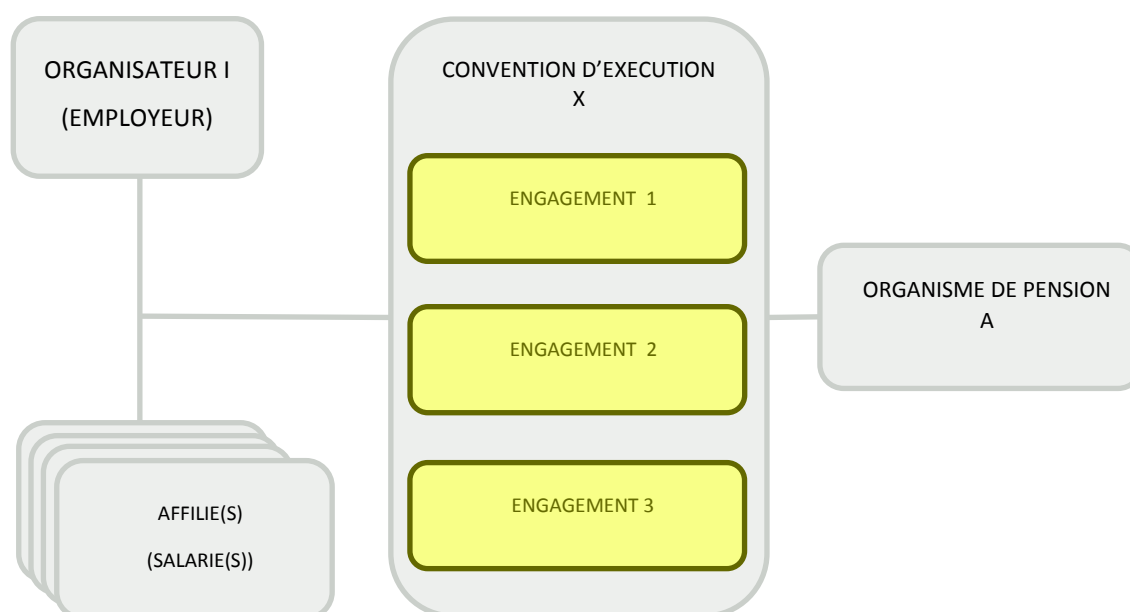 ORGANISATEUR I
(EMPLOYEUR)
CONVENTION D’EXECUTION
X
ENGAGEMENT 1
ENGAGEMENT 2
ENGAGEMENT 3
ORGANISME DE PENSION
A
AFFILIE(S)
(SALARIE(S))